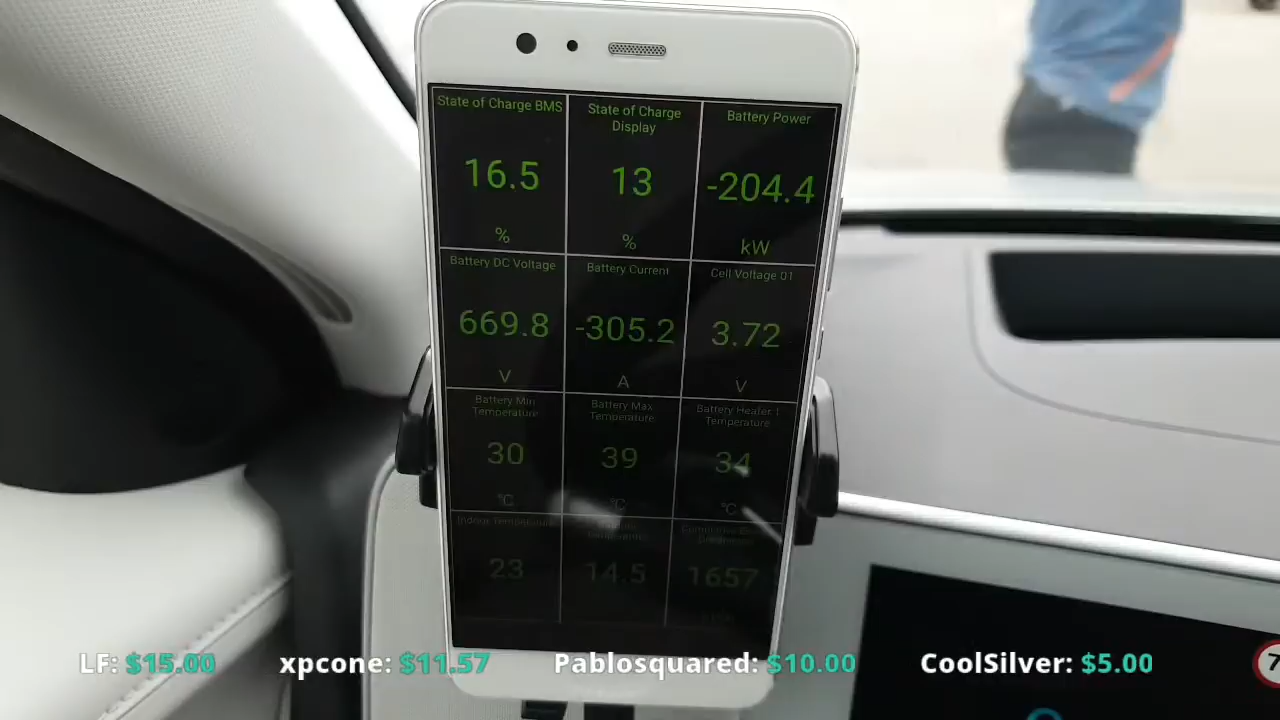 State of Charge BMS
16.5
%
State of Charge
Display
13
%
Battery Power
-204.4
kW
Battery DC Voltage
669.8
V
Battery Current
-305.2
A
Cell Voltage 01
3.72
V
Battery Min
Temperature
30
°C
Battery Max
Temperature
39
°C
Battery Heater 1
Temperature
34
°C
Indoor Temperature
23
14.5
1657
LF: $15.00
xpcone: $11.57
Pablosquared: $10.00
CoolSilver: $5.00
7